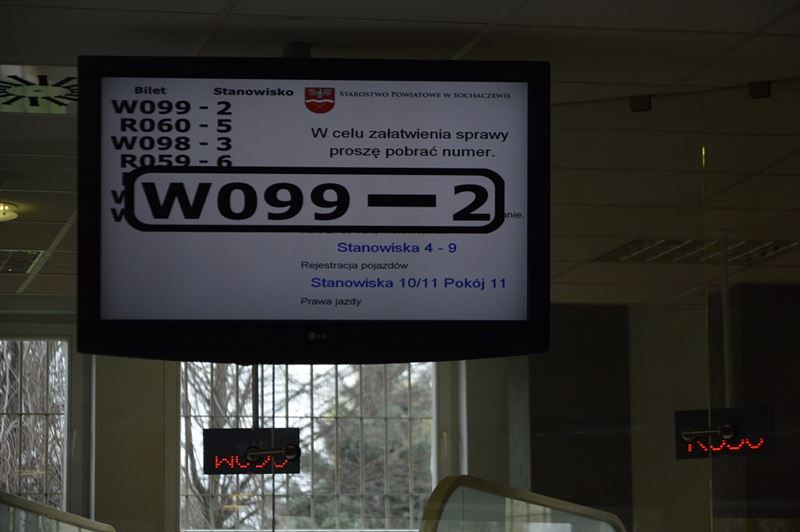 Bilet Stanowisko
W099 - 2
R060 - 5
W098 - 3
R059 - 6
STAROSTWO POWIATOWE W SOCHACZEWIE
W celu załatwienia sprawy
proszę pobrać numer.
W099 — 2
Stanowiska 4 - 9
Rejestracja pojazdów
Stanowiska 10/11 Pokój 11
Prawa jazdy
LG